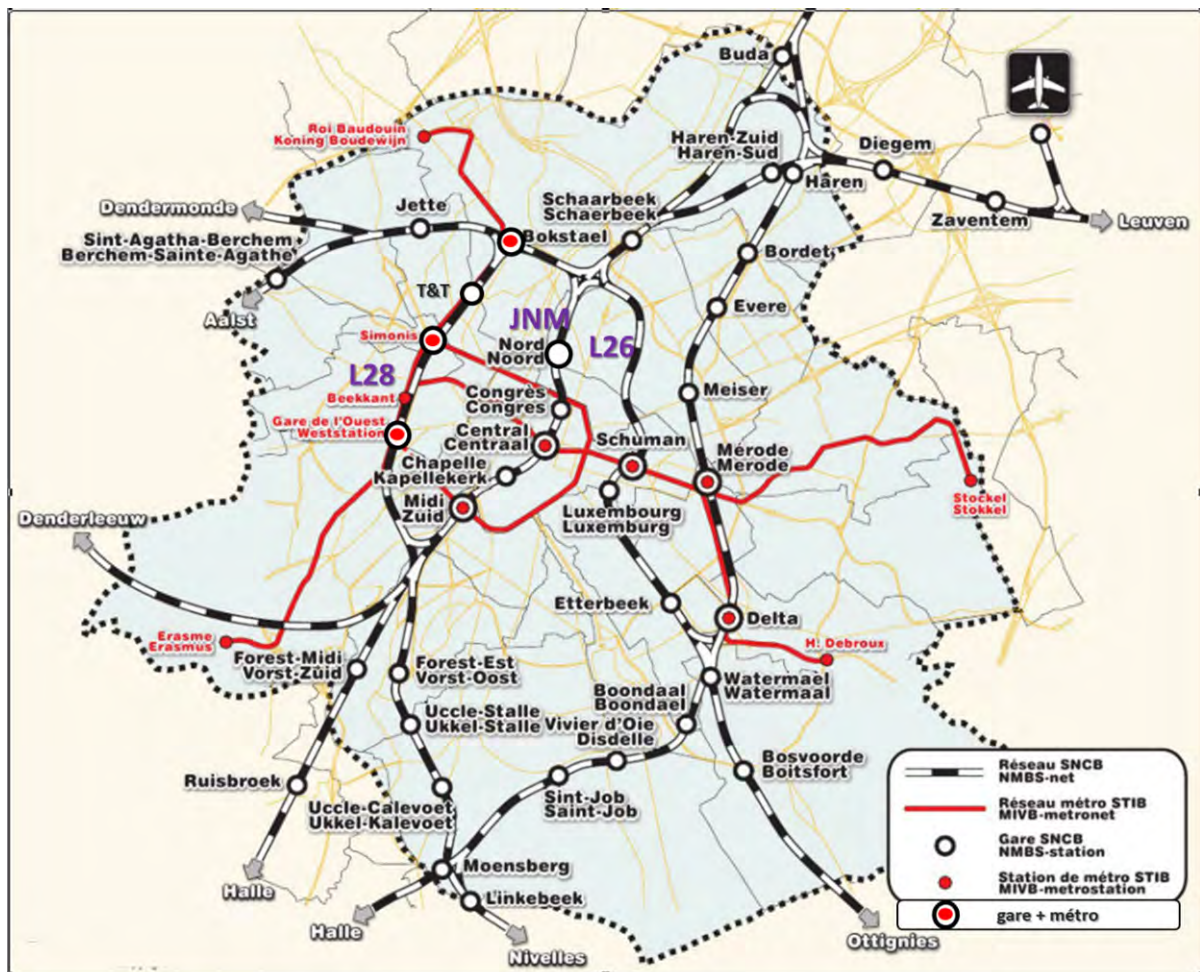 Buda
Roi Baudouin
Koning Boudewijn
Haren-Zuid
Haren-Sud
Diegem
Haren
Dendermonde
Jette
Schaarbeek
Schaerbeek
Zaventem
Leuven
Sint-Agatha-Berchem
Berchem-Sainte-Agathe
Bokstael
Bordet
T&T
Aalst
Evere
JNM
Simonis
Nord
Noord
L26
L28
Beekkant
Meiser
Congrès
Congres
Gare de l'Ouest
Weststation
Central
Centraal
Schuman
Mérode
Merode
Chapelle
Kapellekerk
Stockel
Stokkel
Midi
Zuid
Luxembourg
Luxemburg
Denderleeuw
Etterbeek
Delta
Erasme
Erasmus
H. Debroux
Forest-Midi
Vorst-Zûid
Forest-Est
Vorst-Oost
Watermael
Watermaal
Boondaal
Boondael
Uccle-Stalle
Ukkel-Stalle
Vivier d'Oie
Disdelle
Bosvoorde
Boitsfort
Ruisbroek
Sint-Job
Saint-Job
Uccle-Calevoet
Ukkel-Kalevoet
Moensberg
Halle
Linkebeek
Halle
Nivelles
Ottignies
Réseau SNCB
NMBS-net
Réseau métro STIB
MIVB-metronet
Gare SNCB
NMBS-station
Station de métro STIB
MIVB-metrostation
gare + métro